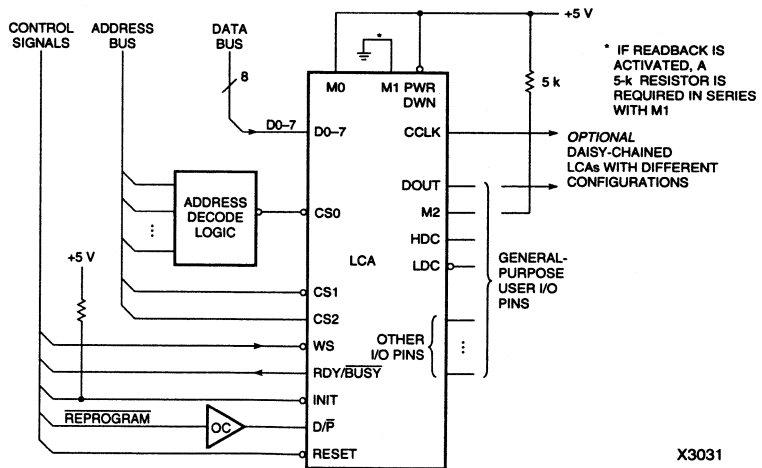 CONTROL
SIGNALS
ADDRESS
BUS
DATA
BUS
+5 V
* IF READBACK IS
ACTIVATED, A
5-k RESISTOR IS
REQUIRED IN SERIES
WITH M1
*
8
5 k
M0
M1
PWR
DWN
D0–7
D0–7
CCLK
OPTIONAL
DAISY-CHAINED
LCAs WITH DIFFERENT
CONFIGURATIONS
DOUT
M2
HDC
LDC
GENERAL-
PURPOSE
USER I/O
PINS
ADDRESS
DECODE
LOGIC
CS0
LCA
+5 V
CS1
CS2
OTHER
I/O PINS
WS
RDY/BUSY
INIT
REPROGRAM
OC
D/P
RESET
X3031